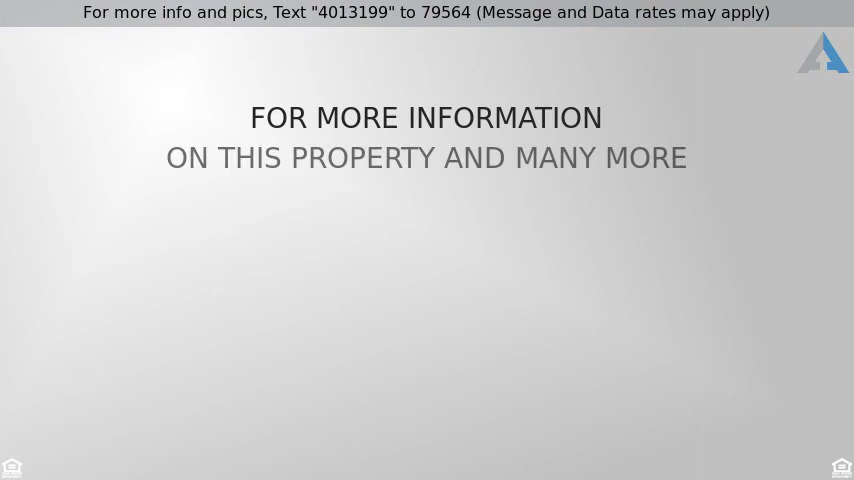 For more info and pics, Text "4013199" to 79564 (Message and Data rates may apply)
FOR MORE INFORMATION
ON THIS PROPERTY AND MANY MORE